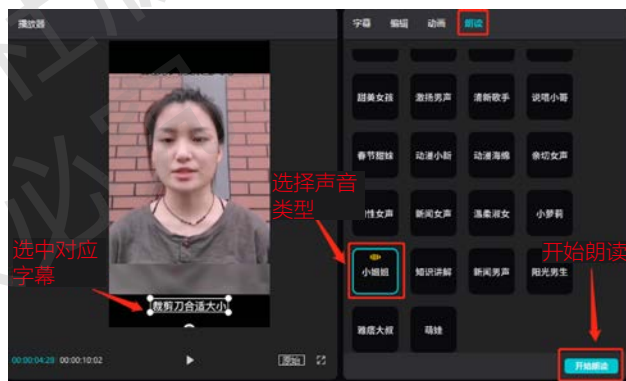 播放器
字幕 编辑 动画 朗读
甜美女孩 激扬男声 清新歌手 说唱小哥
春节甜妹 动漫小新 动漫海绵 亲切女声
选择声音
类型
性女声 新闻女声 温柔淑女 小萝莉
选中对应
字幕
开始朗读
小姐姐 知识讲解 新闻男声 阳光男生
裁剪刀合适大小
雅痞大叔 萌娃
00:00:04:28 00:00:10:02
原始
开始朗读